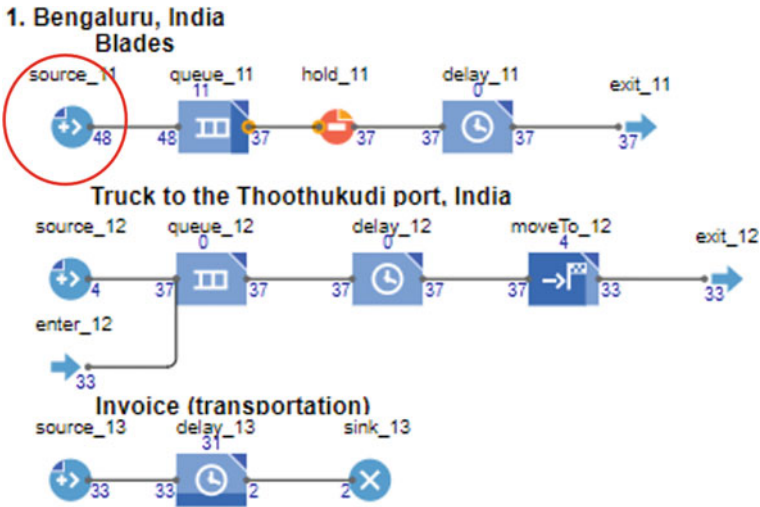 1. Bengaluru, India
Blades
source_11 queue_11 hold_11 delay_11 exit_11
11 0
48 48 37 37 37 37 37
Truck to the Thoothukudi port, India
source_12 queue_12 delay_12 moveTo_12 exit_12
0 0 4
4 37 37 37 37 37 33 33
enter_12
33
Invoice (transportation)
source_13 delay_13 sink_13
31
33 33 2 2